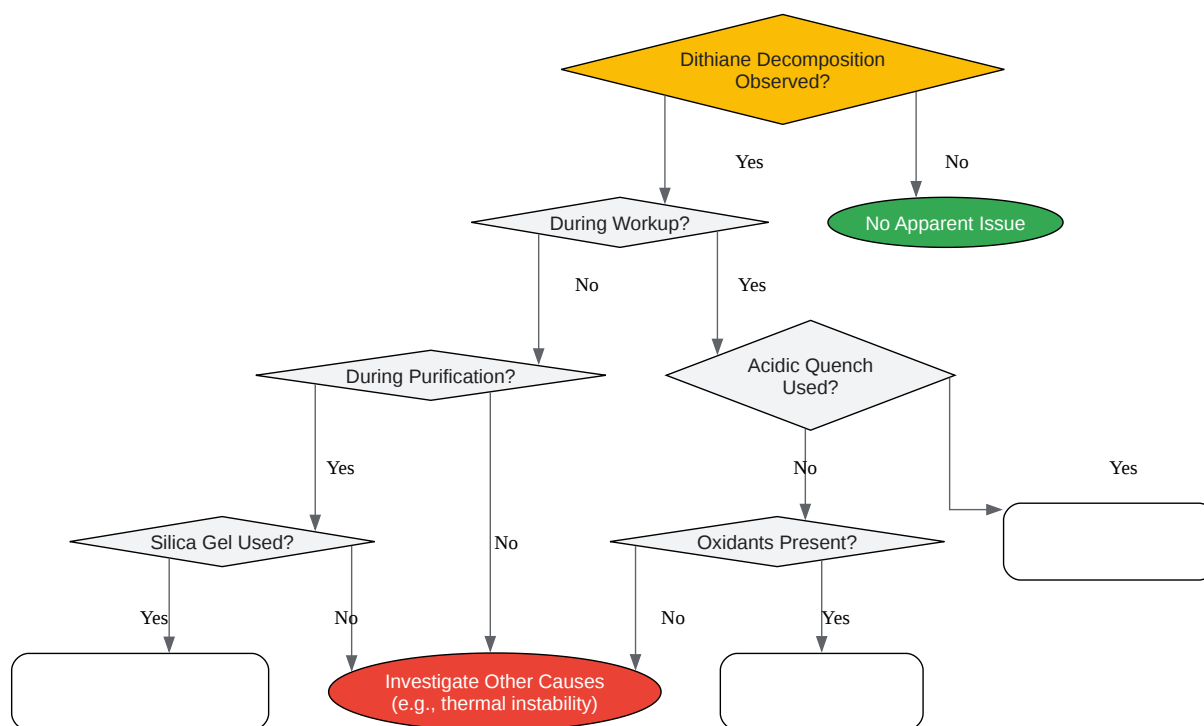 Dithiane Decomposition
Observed?
Yes
No
During Workup?
No Apparent Issue
No
Yes
During Purification?
Acidic Quench
Used?
Yes
No
Yes
Silica Gel Used?
No
Oxidants Present?
Yes
No
No
Yes
Investigate Other Causes
(e.g., thermal instability)